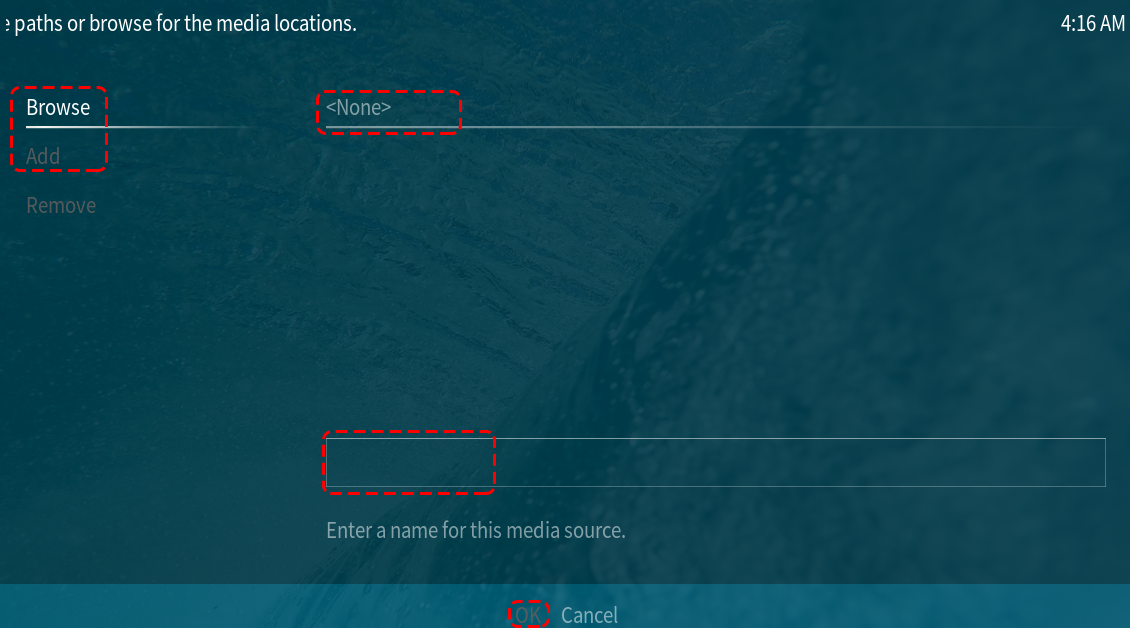 paths or browse for the media locations.
4:16 AM
Browse
<None>
Add
Remove
Enter a name for this media source.
OK Cancel